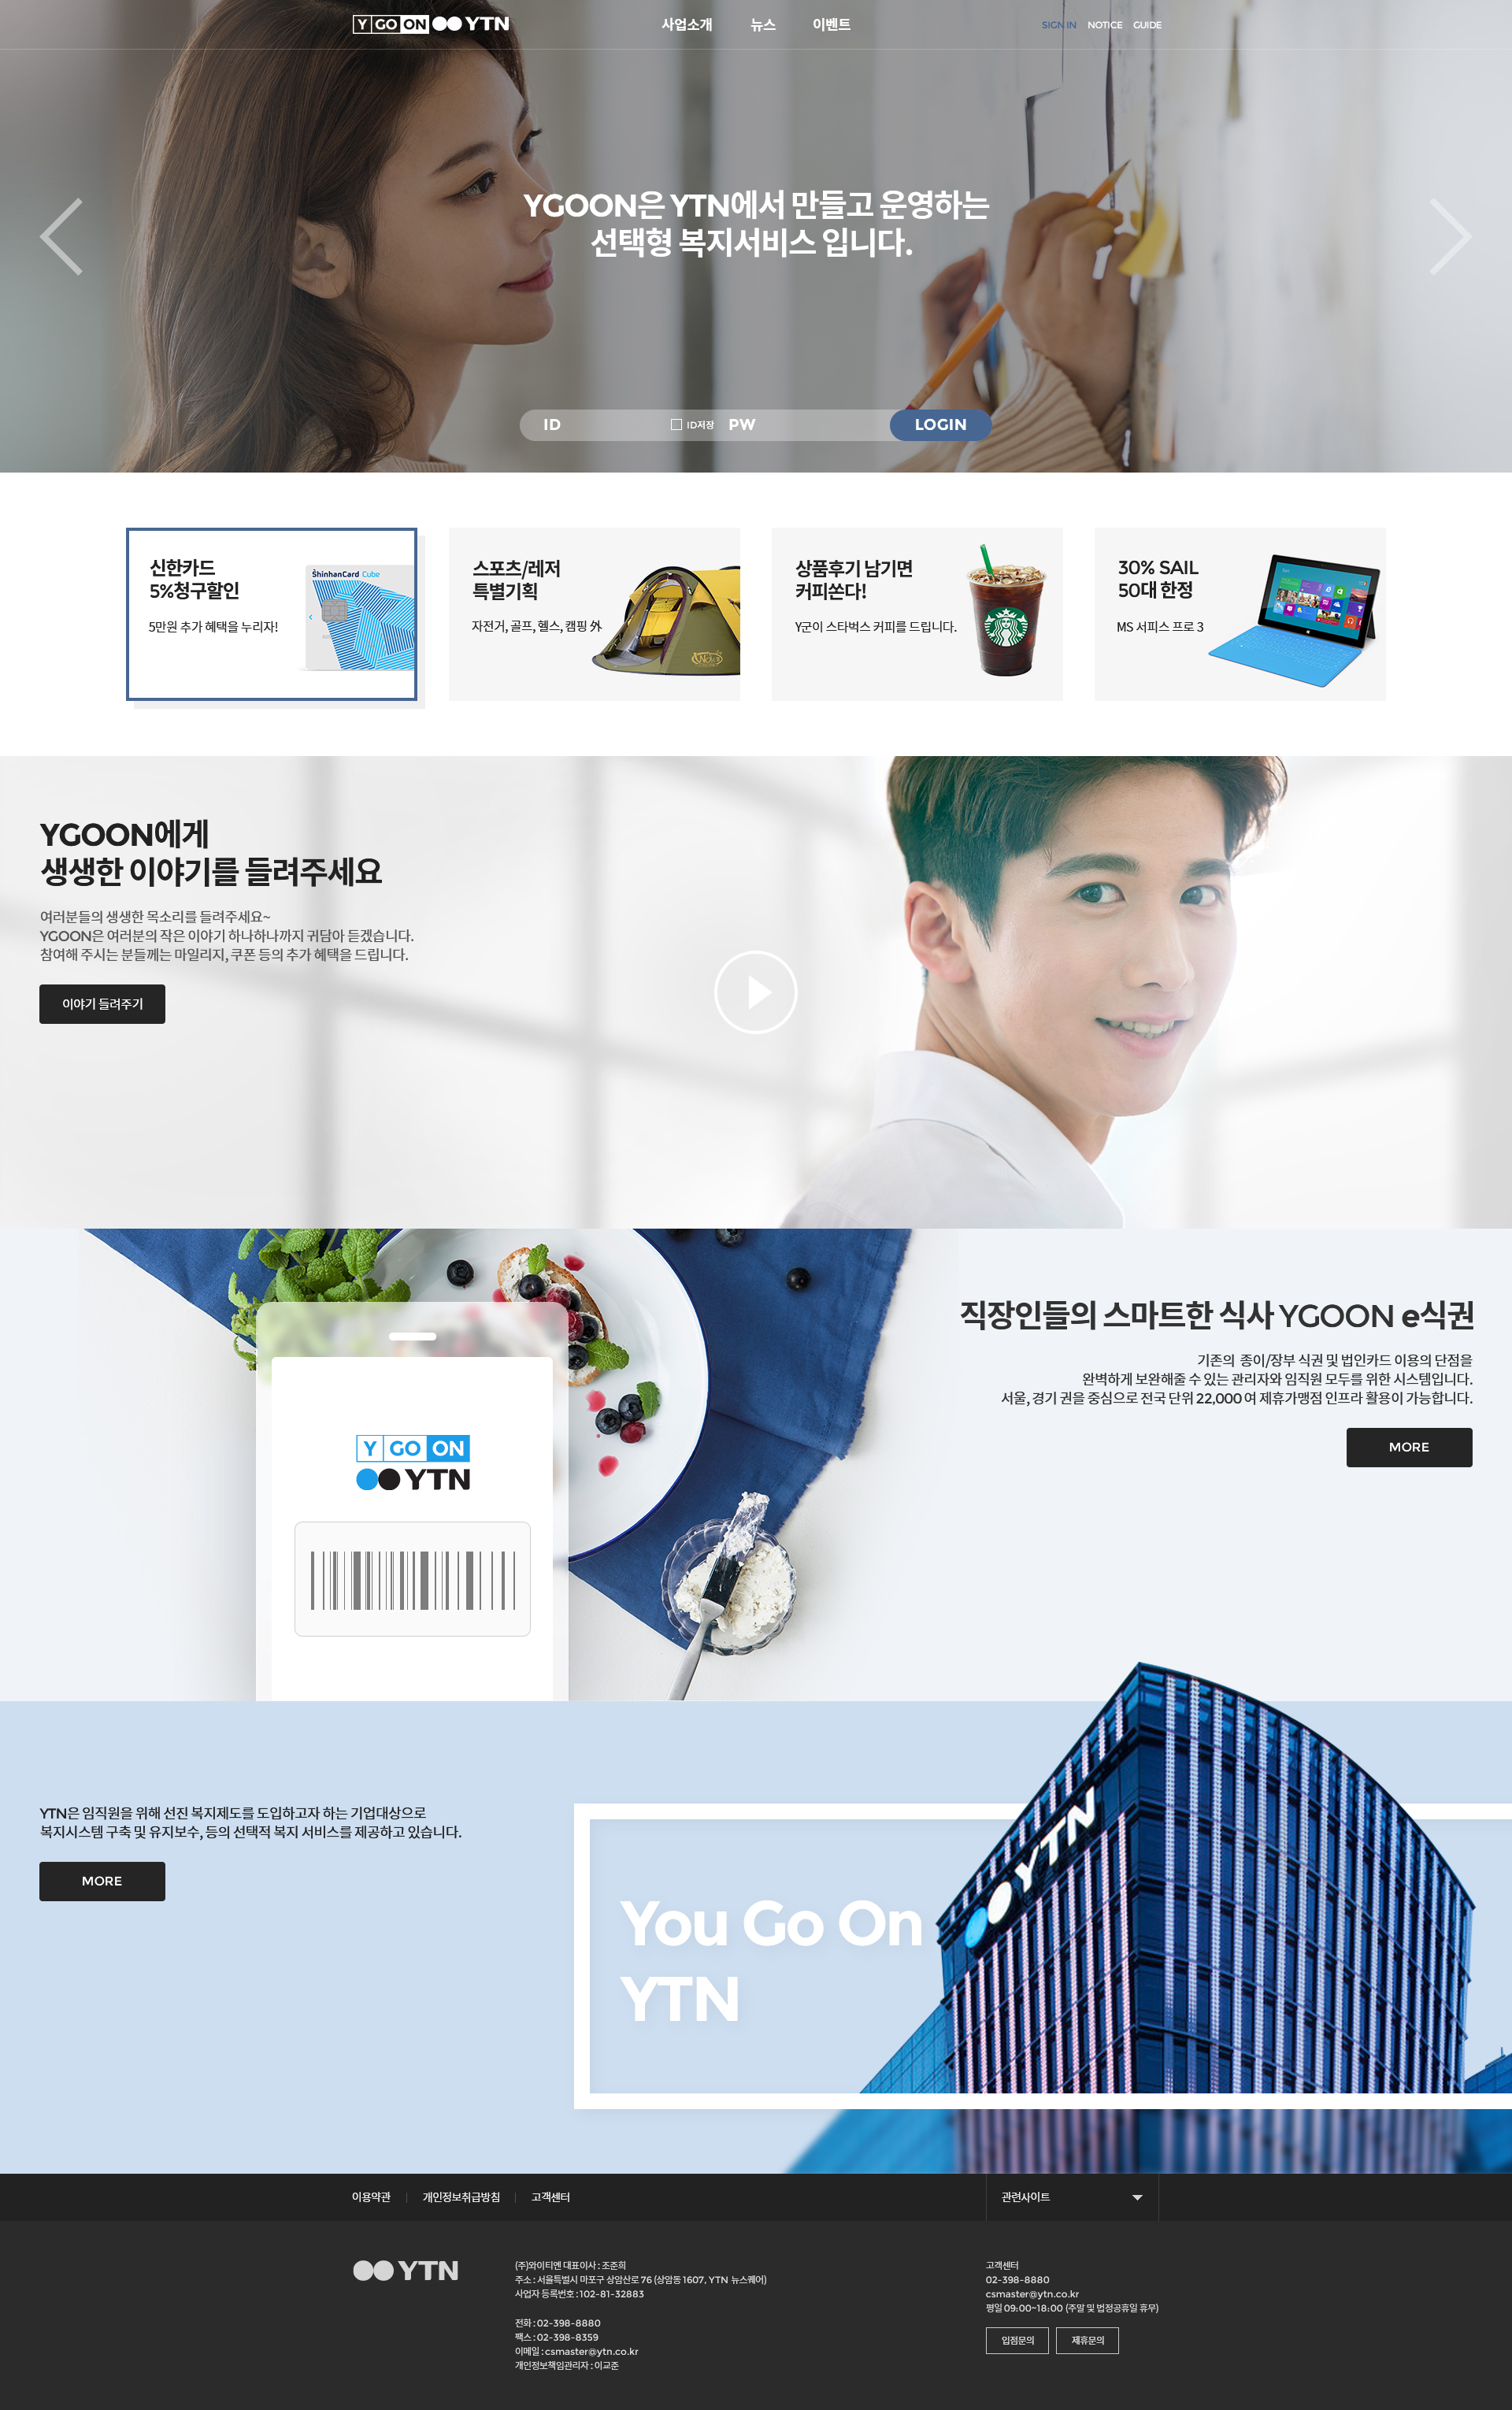 Y GO ON YTN
사업소개 뉴스 이벤트
SIGN IN NOTICE GUIDE
YGOON은 YTN에서 만들고 운영하는
선택형 복지서비스 입니다.
ID
ID저장
PW
LOGIN
신한카드
5%청구할인
5만원 추가 혜택을 누리자!
ShinhanCard Cube
스포츠/레저
특별기획
자전거, 골프, 헬스, 캠핑 外
상품후기 남기면
커피쏜다!
Y군이 스타벅스 커피를 드립니다.
30% SAIL
50대 한정
MS 서피스 프로 3
YGOON에게
생생한 이야기를 들려주세요
여러분들의 생생한 목소리를 들려주세요~
YGOON은 여러분의 작은 이야기 하나하나까지 귀담아 듣겠습니다.
참여해 주시는 분들께는 마일리지, 쿠폰 등의 추가 혜택을 드립니다.
이야기 들려주기
직장인들의 스마트한 식사 YGOON e식권
기존의 종이/장부 식권 및 법인카드 이용의 단점을
완벽하게 보완해줄 수 있는 관리자와 임직원 모두를 위한 시스템입니다.
서울, 경기 권을 중심으로 전국 단위 22,000 여 제휴가맹점 인프라 활용이 가능합니다.
MORE
Y GO ON
YTN
YTN은 임직원을 위해 선진 복지제도를 도입하고자 하는 기업대상으로
복지시스템 구축 및 유지보수, 등의 선택적 복지 서비스를 제공하고 있습니다.
MORE
YTN
You Go On
YTN
이용약관 개인정보취급방침 고객센터
관련사이트
YTN
(주)와이티엔 대표이사 : 조준희
주소 : 서울특별시 마포구 상암산로 76 (상암동 1607, YTN 뉴스퀘어)
사업자 등록번호 : 102-81-32883
전화 : 02-398-8880
팩스 : 02-398-8359
이메일 : csmaster@ytn.co.kr
개인정보책임관리자 : 이교준
고객센터
02-398-8880
csmaster@ytn.co.kr
평일 09:00~18:00 (주말 및 법정공휴일 휴무)
입점문의
제휴문의